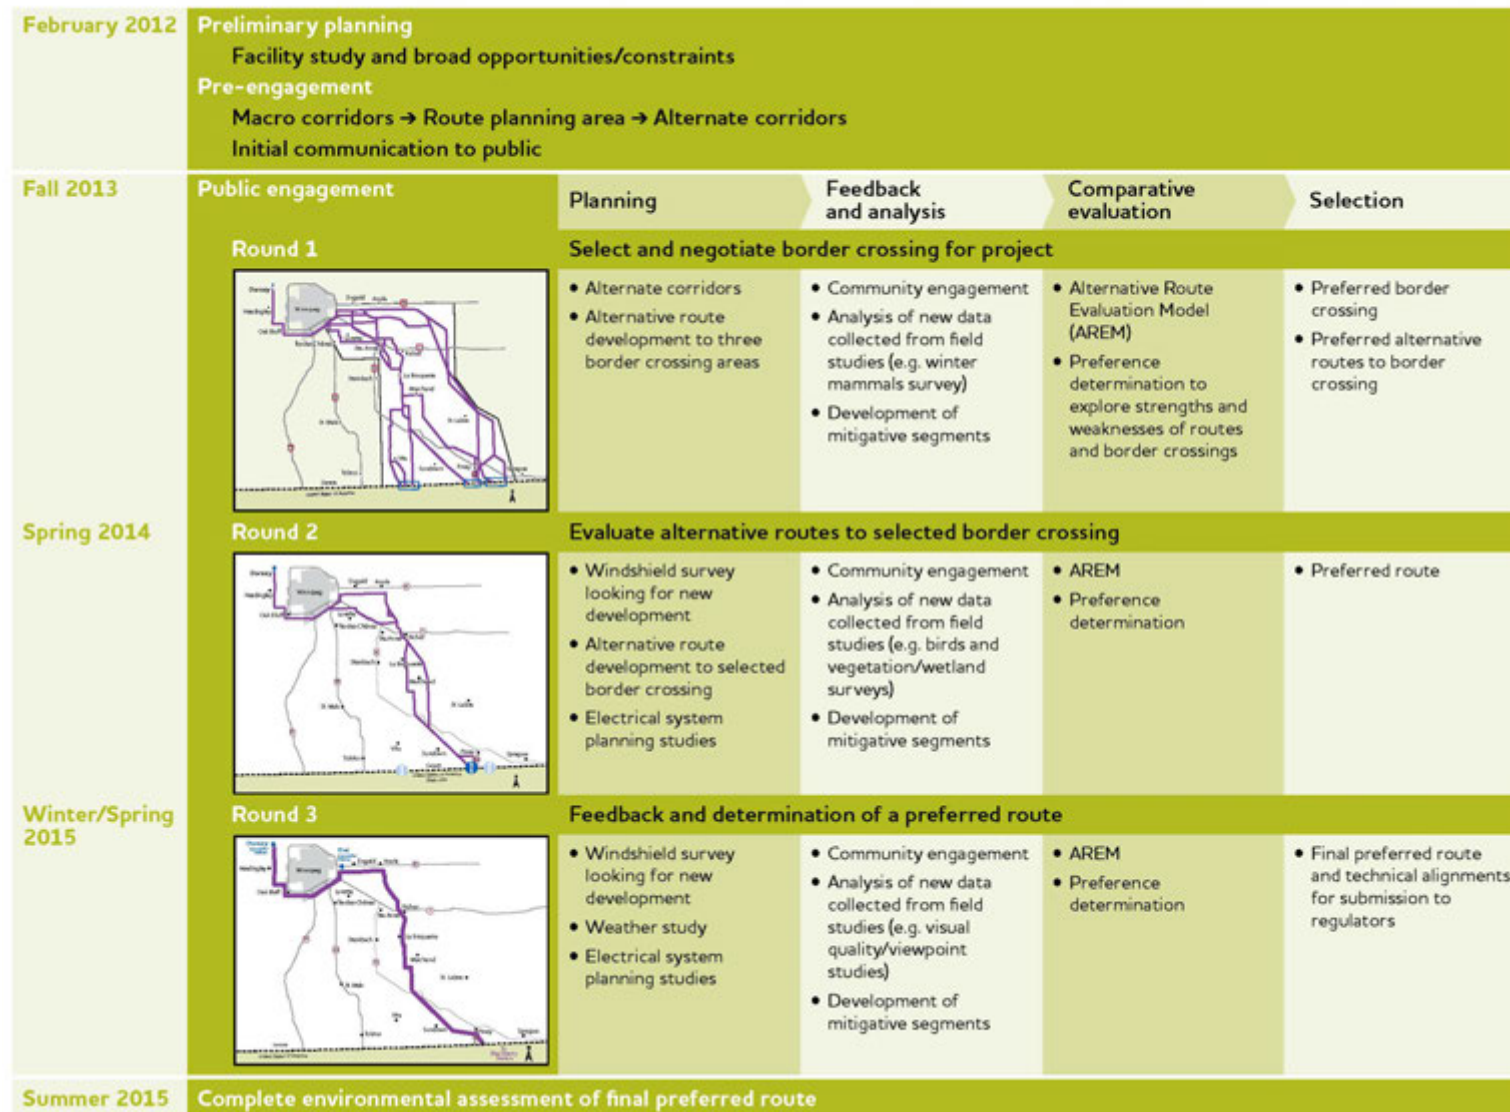 February 2012
Preliminary planning
Facility study and broad opportunities/constraints
Pre-engagement
Macro corridors → Route planning area → Alternate corridors
Initial communication to public
Fall 2013
Public engagement
Planning
Feedback
and analysis
Comparative
evaluation
Selection
Round 1
Select and negotiate border crossing for project
Winnipeg
• Alternate corridors
• Alternative route
development to three
border crossing areas
• Community engagement
• Analysis of new data
collected from field
studies (e.g. winter
mammals survey)
• Development of
mitigative segments
• Alternative Route
Evaluation Model
(AREM)
• Preference
determination to
explore strengths and
weaknesses of routes
and border crossings
• Preferred border
crossing
• Preferred alternative
routes to border
crossing
Spring 2014
Round 2
Evaluate alternative routes to selected border crossing
Winnipeg
• Windshield survey
looking for new
development
• Alternative route
development to selected
border crossing
• Electrical system
planning studies
• Community engagement
• Analysis of new data
collected from field
studies (e.g. birds and
vegetation/wetland
surveys)
• Development of
mitigative segments
• AREM
• Preference
determination
• Preferred route
Winter/Spring
2015
Round 3
Feedback and determination of a preferred route
Winnipeg
• Windshield survey
looking for new
development
• Weather study
• Electrical system
planning studies
• Community engagement
• Analysis of new data
collected from field
studies (e.g. visual
quality/viewpoint
studies)
• Development of
mitigative segments
• AREM
• Preference
determination
• Final preferred route
and technical alignments
for submission to
regulators
Summer 2015
Complete environmental assessment of final preferred route